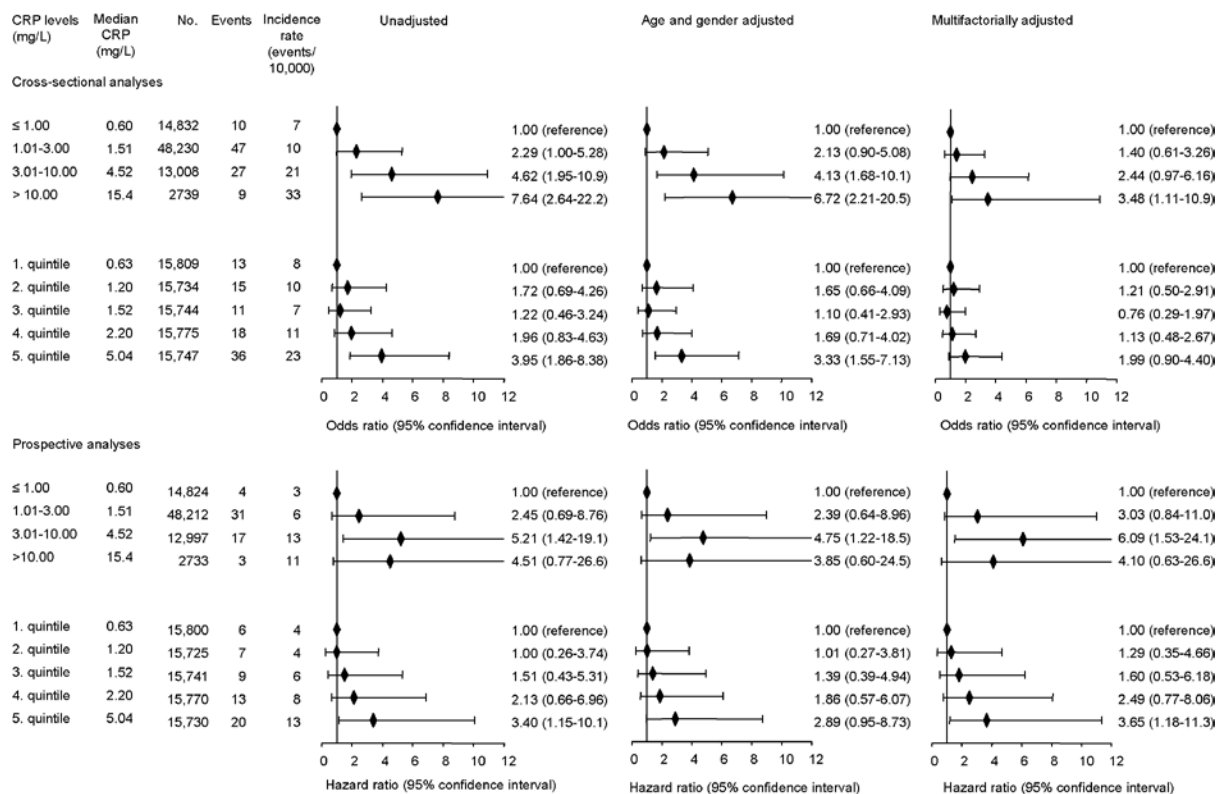 CRP levels (mg/L) Median CRP (mg/L) No. Events Incidence rate (events/10,000) Unadjusted Age and gender adjusted Multifactorially adjusted
Cross-sectional analyses
≤ 1.00 0.60 14,832 10 7 1.00 (reference) 1.00 (reference) 1.00 (reference)
1.01-3.00 1.51 48,230 47 10 2.29 (1.00-5.28) 2.13 (0.90-5.08) 1.40 (0.61-3.26)
3.01-10.00 4.52 13,008 27 21 4.62 (1.95-10.9) 4.13 (1.68-10.1) 2.44 (0.97-6.16)
> 10.00 15.4 2739 9 33 7.64 (2.64-22.2) 6.72 (2.21-20.5) 3.48 (1.11-10.9)
1. quintile 0.63 15,809 13 8 1.00 (reference) 1.00 (reference) 1.00 (reference)
2. quintile 1.20 15,734 15 10 1.72 (0.69-4.26) 1.65 (0.66-4.09) 1.21 (0.50-2.91)
3. quintile 1.52 15,744 11 7 1.22 (0.46-3.24) 1.10 (0.41-2.93) 0.76 (0.29-1.97)
4. quintile 2.20 15,775 18 11 1.96 (0.83-4.63) 1.69 (0.71-4.02) 1.13 (0.48-2.67)
5. quintile 5.04 15,747 36 23 3.95 (1.86-8.38) 3.33 (1.55-7.13) 1.99 (0.90-4.40)
0 2 4 6 8 10 12 0 2 4 6 8 10 12 0 2 4 6 8 10 12
Odds ratio (95% confidence interval) Odds ratio (95% confidence interval) Odds ratio (95% confidence interval)
Prospective analyses
≤ 1.00 0.60 14,824 4 3 1.00 (reference) 1.00 (reference) 1.00 (reference)
1.01-3.00 1.51 48,212 31 6 2.45 (0.69-8.76) 2.39 (0.64-8.96) 3.03 (0.84-11.0)
3.01-10.00 4.52 12,997 17 13 5.21 (1.42-19.1) 4.75 (1.22-18.5) 6.09 (1.53-24.1)
>10.00 15.4 2733 3 11 4.51 (0.77-26.6) 3.85 (0.60-24.5) 4.10 (0.63-26.6)
1. quintile 0.63 15,800 6 4 1.00 (reference) 1.00 (reference) 1.00 (reference)
2. quintile 1.20 15,725 7 4 1.00 (0.26-3.74) 1.01 (0.27-3.81) 1.29 (0.35-4.66)
3. quintile 1.52 15,741 9 6 1.51 (0.43-5.31) 1.39 (0.39-4.94) 1.60 (0.53-6.18)
4. quintile 2.20 15,770 13 8 2.13 (0.66-6.96) 1.86 (0.57-6.07) 2.49 (0.77-8.06)
5. quintile 5.04 15,730 20 13 3.40 (1.15-10.1) 2.89 (0.95-8.73) 3.65 (1.18-11.3)
0 2 4 6 8 10 12 0 2 4 6 8 10 12 0 2 4 6 8 10 12
Hazard ratio (95% confidence interval) Hazard ratio (95% confidence interval) Hazard ratio (95% confidence interval)